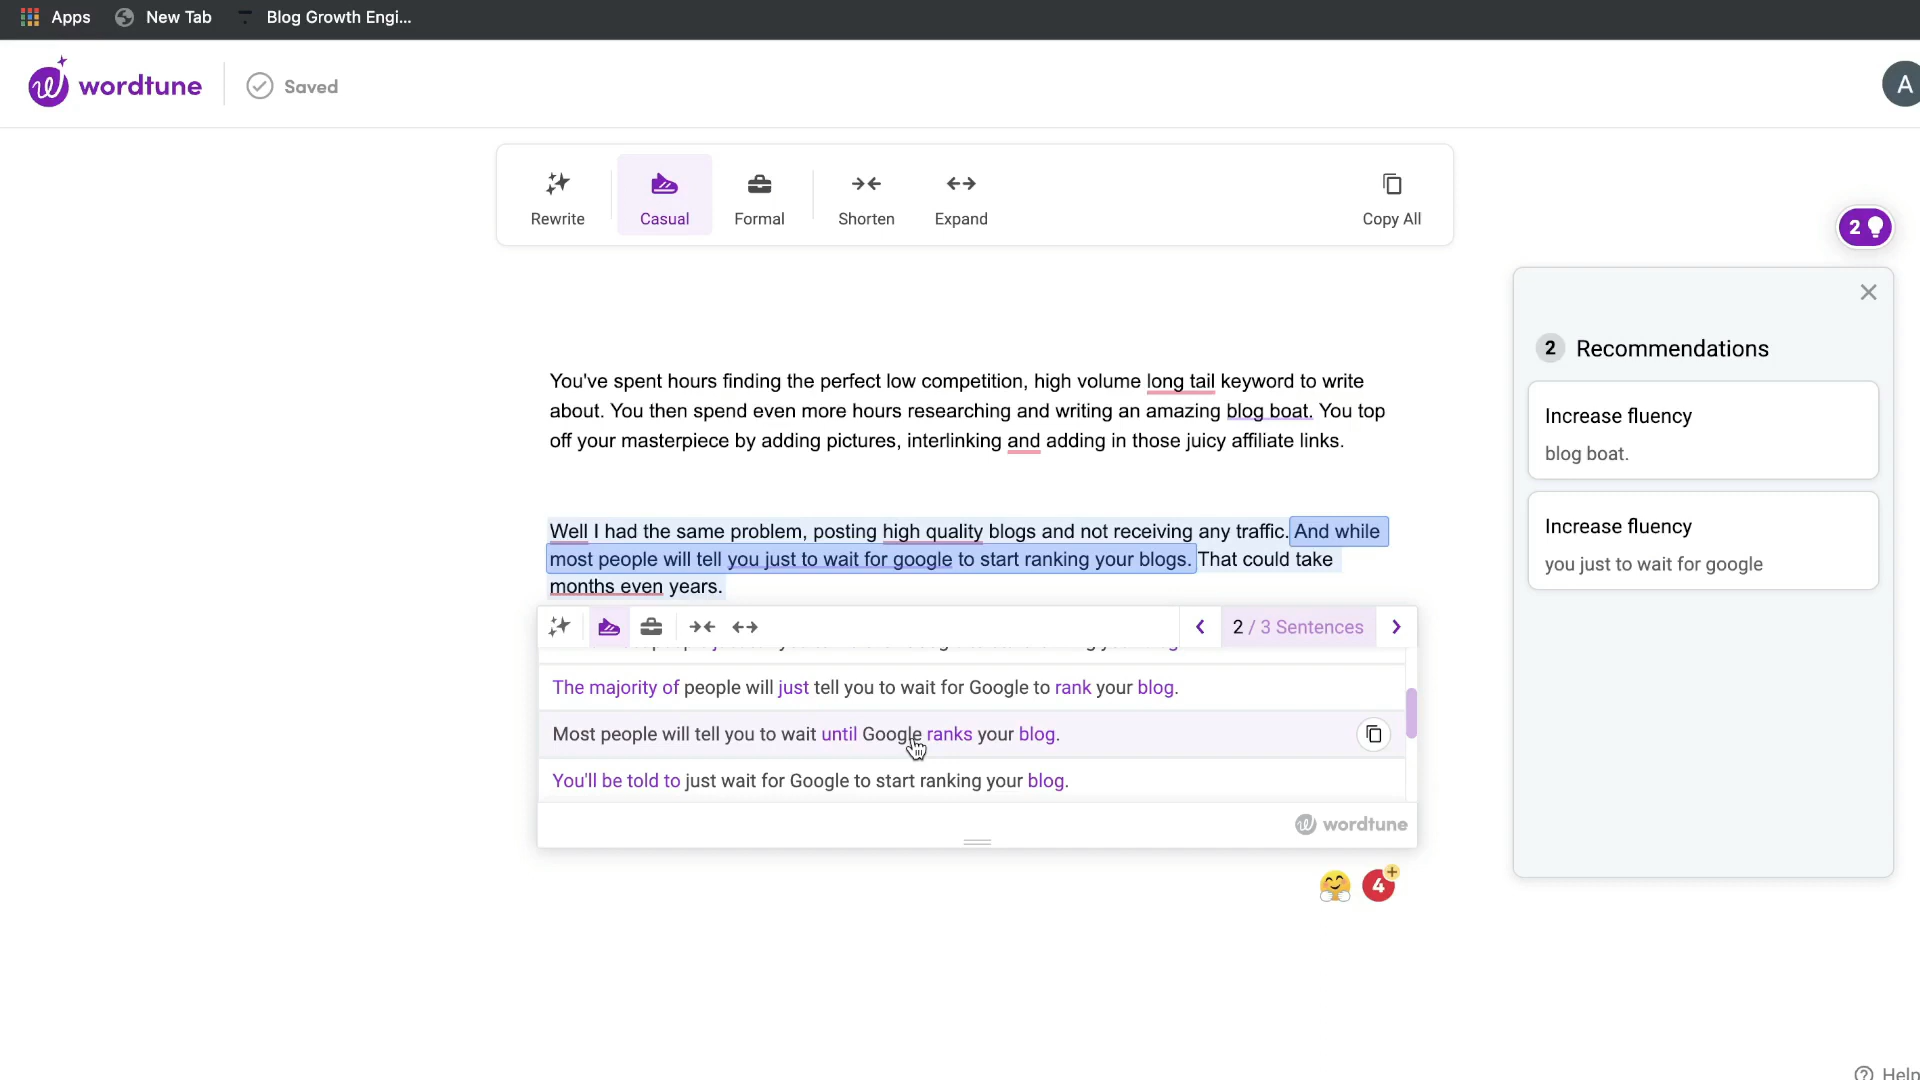 Apps
New Tab
Blog Growth Engi...
wordtune
Saved
A
Rewrite
Casual
Formal
Shorten
Expand
Copy All
2
2 Recommendations
Increase fluency
blog boat.
Increase fluency
you just to wait for google
You've spent hours finding the perfect low competition, high volume long tail keyword to write
about. You then spend even more hours researching and writing an amazing blog boat. You top
off your masterpiece by adding pictures, interlinking and adding in those juicy affiliate links.
Well I had the same problem, posting high quality blogs and not receiving any traffic. And while
most people will tell you just to wait for google to start ranking your blogs. That could take
months even years.
2 / 3 Sentences
The majority of people will just tell you to wait for Google to rank your blog.
Most people will tell you to wait until Google ranks your blog.
You'll be told to just wait for Google to start ranking your blog.
wordtune
4
Help